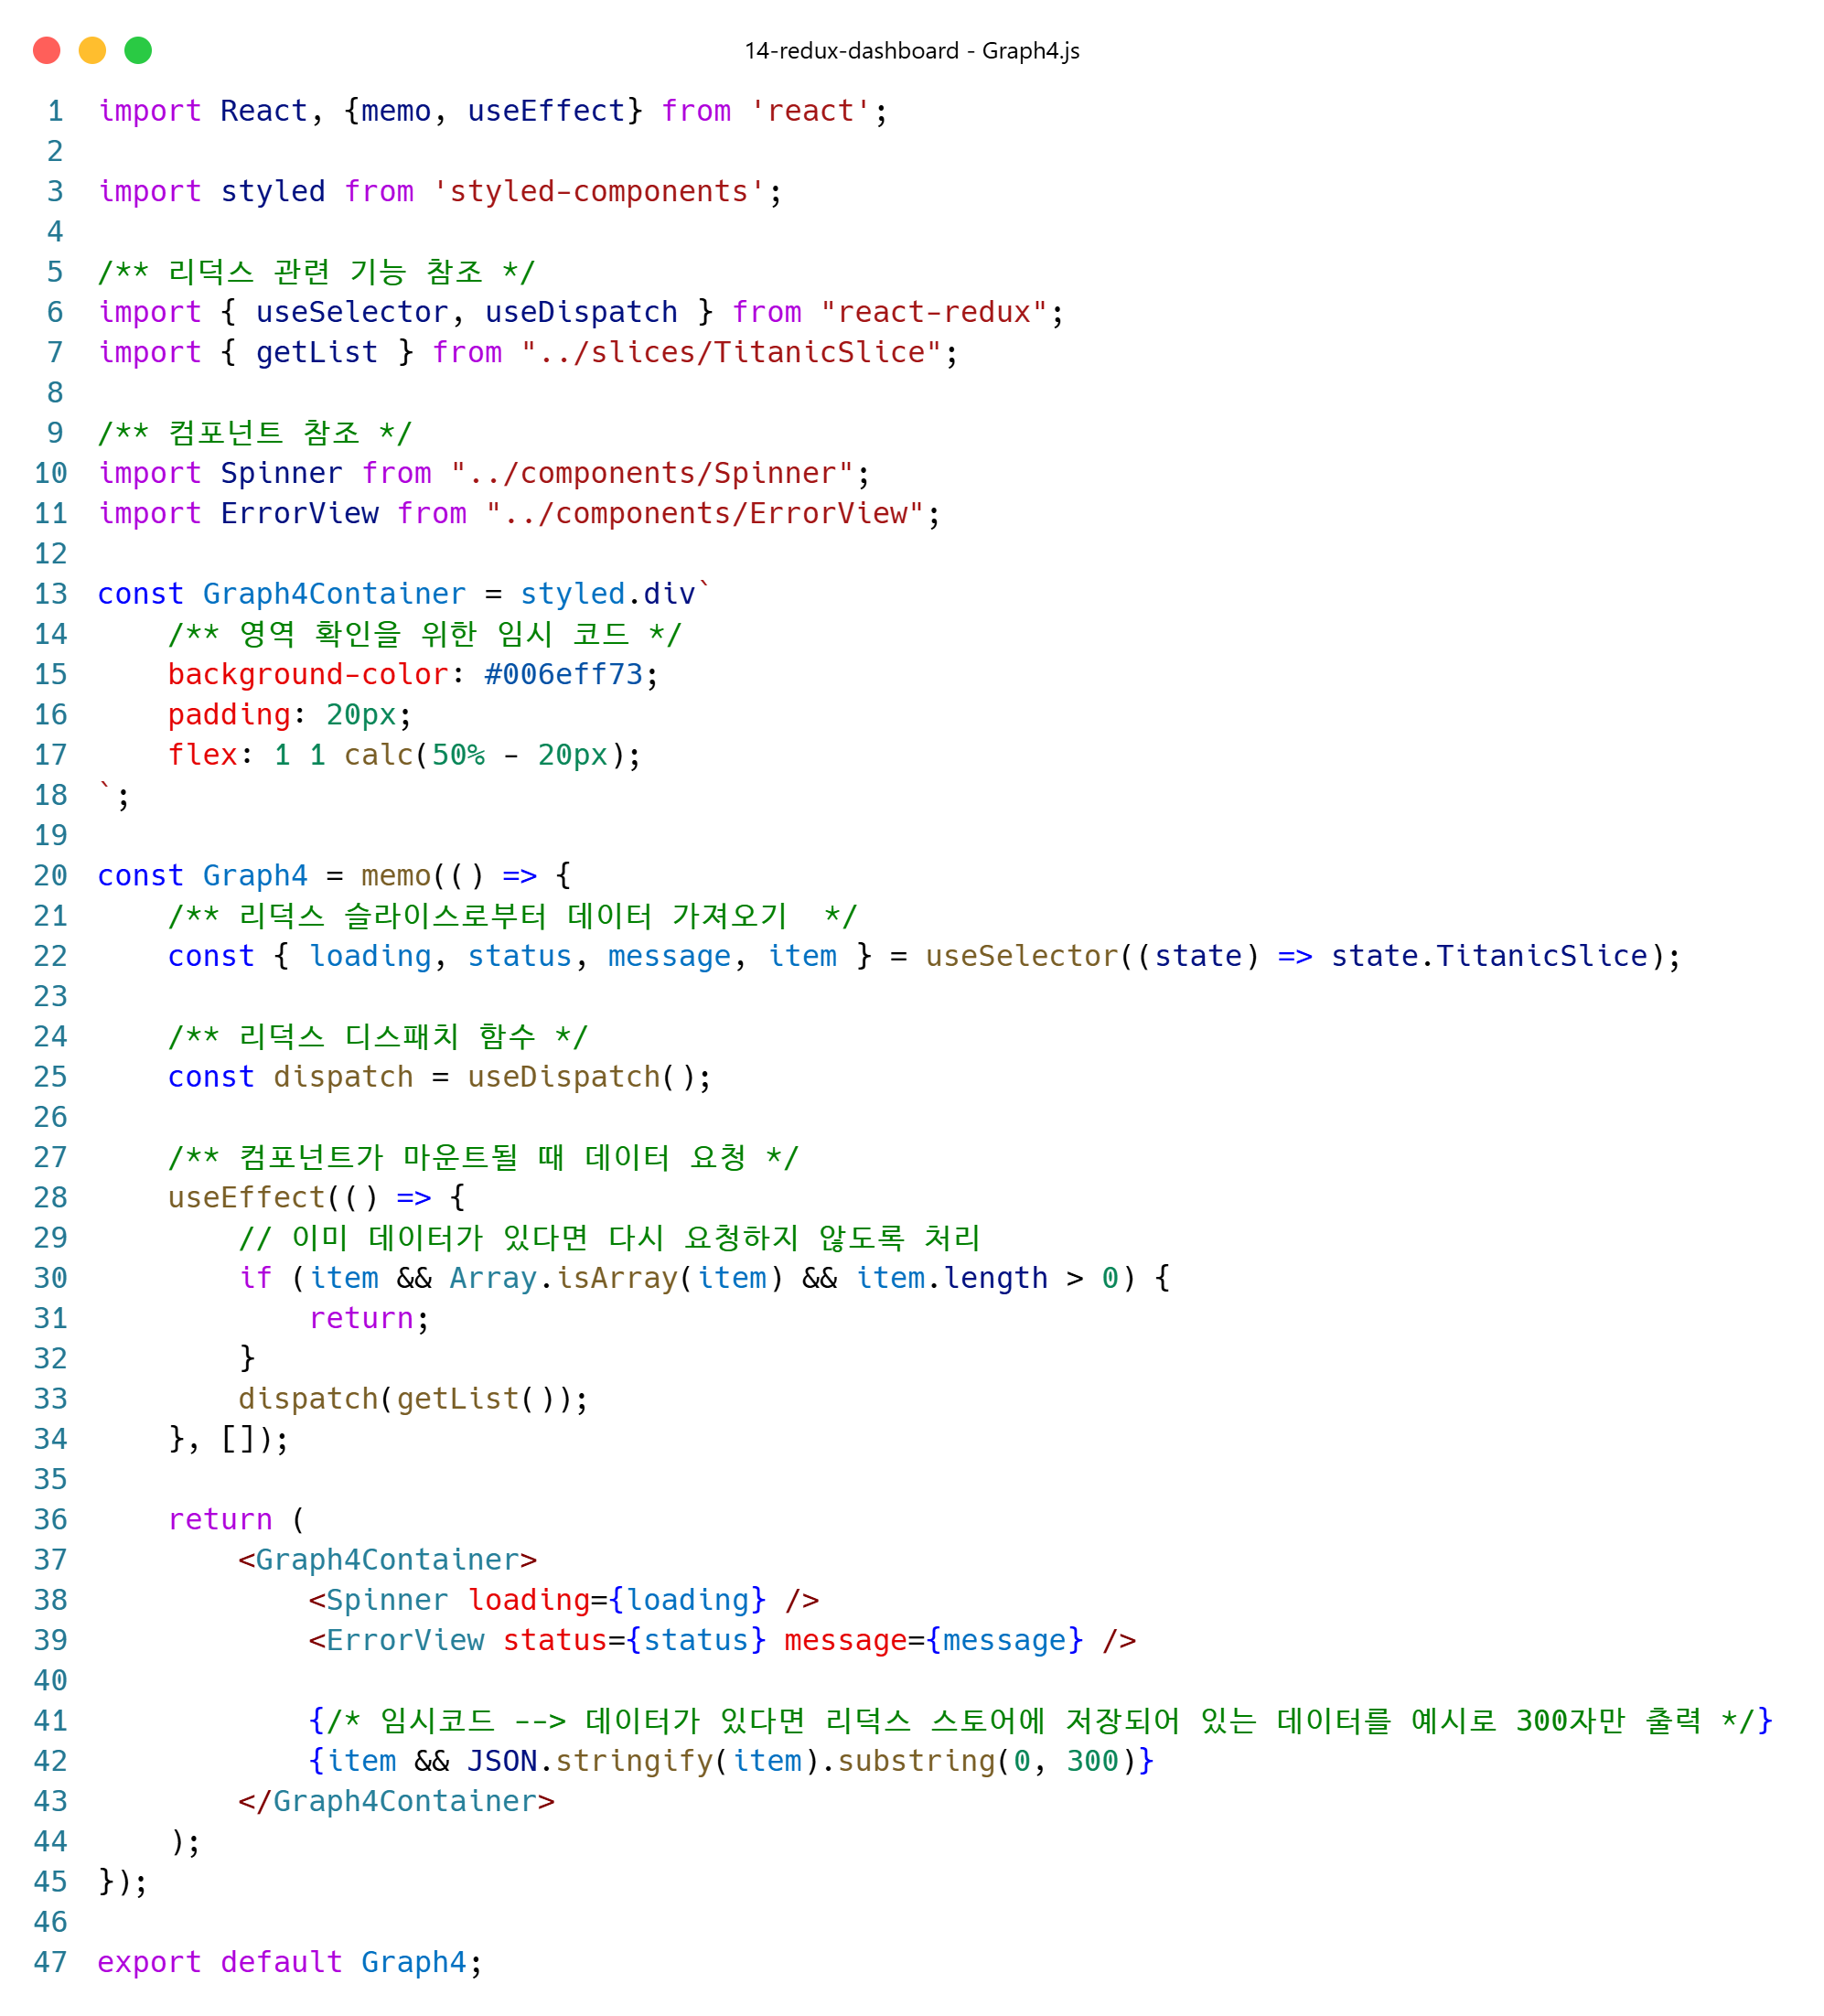 14-redux-dashboard - Graph4.js
1 import React, {memo, useEffect} from 'react';
2
3 import styled from 'styled-components';
4
5 /** 리덕스 관련 기능 참조 */
6 import { useSelector, useDispatch } from "react-redux";
7 import { getList } from "../slices/TitanicSlice";
8
9 /** 컴포넌트 참조 */
10 import Spinner from "../components/Spinner";
11 import ErrorView from "../components/ErrorView";
12
13 const Graph4Container = styled.div`
14     /** 영역 확인을 위한 임시 코드 */
15     background-color: #006eff73;
16     padding: 20px;
17     flex: 1 1 calc(50% - 20px);
18 `;
19
20 const Graph4 = memo(() => {
21     /** 리덕스 슬라이스로부터 데이터 가져오기  */
22     const { loading, status, message, item } = useSelector((state) => state.TitanicSlice);
23
24     /** 리덕스 디스패치 함수 */
25     const dispatch = useDispatch();
26
27     /** 컴포넌트가 마운트될 때 데이터 요청 */
28     useEffect(() => {
29         // 이미 데이터가 있다면 다시 요청하지 않도록 처리
30         if (item && Array.isArray(item) && item.length > 0) {
31             return;
32         }
33         dispatch(getList());
34     }, []);
35
36     return (
37         <Graph4Container>
38             <Spinner loading={loading} />
39             <ErrorView status={status} message={message} />
40
41             {/* 임시코드 --> 데이터가 있다면 리덕스 스토어에 저장되어 있는 데이터를 예시로 300자만 출력 */}
42             {item && JSON.stringify(item).substring(0, 300)}
43         </Graph4Container>
44     );
45 });
46
47 export default Graph4;